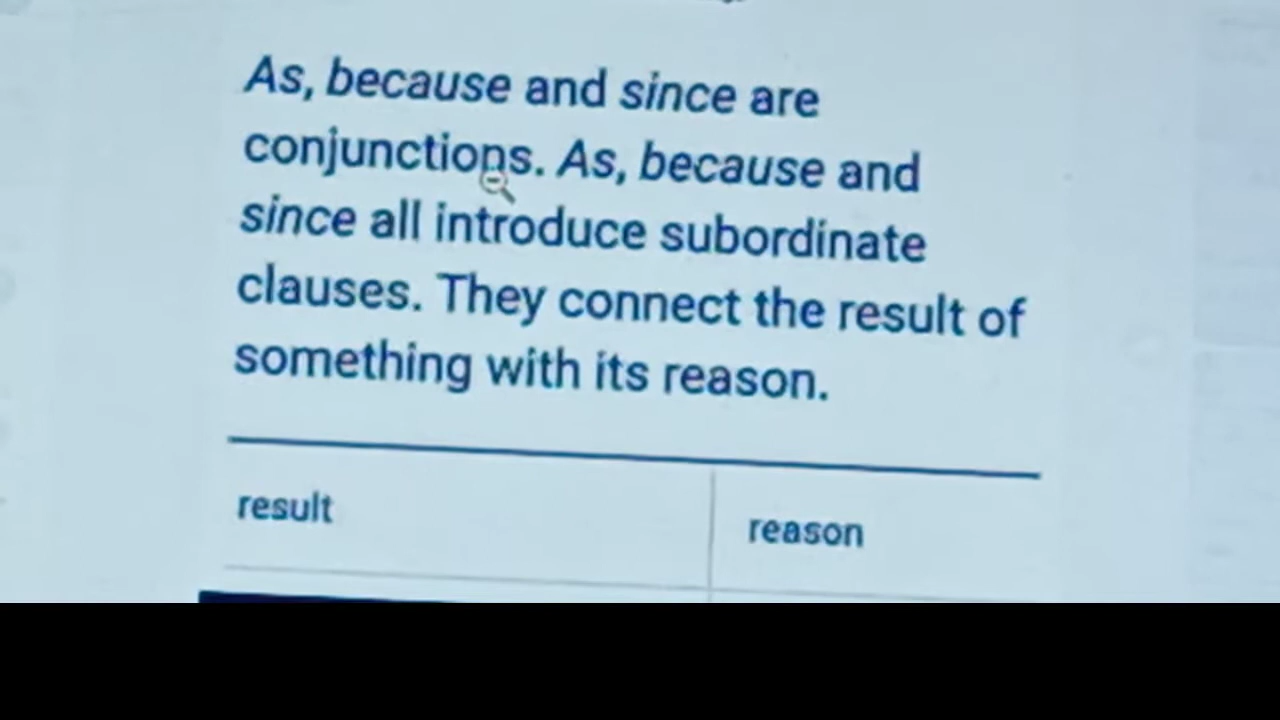 As, because and since are
conjunctions. As, because and
since all introduce subordinate
clauses. They connect the result of
something with its reason.
result
reason